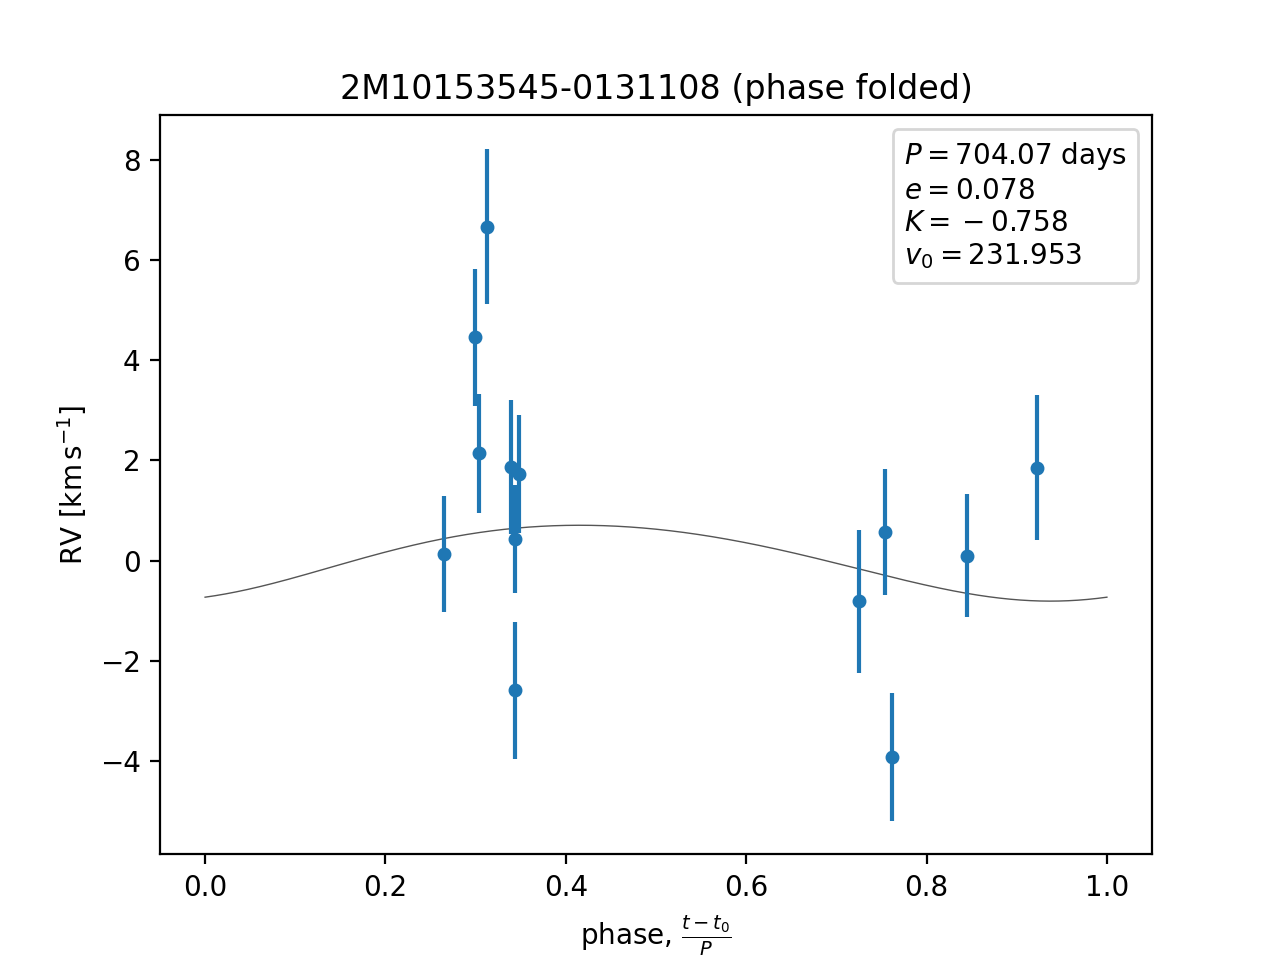 2M10153545-0131108 (phase folded)
P = 704.07 days
e = 0.078
K = −0.758
v₀ = 231.953
8
6
4
2
0
−2
−4
RV [km s⁻¹]
0.0 0.2 0.4 0.6 0.8 1.0
phase, (t − t₀)/P